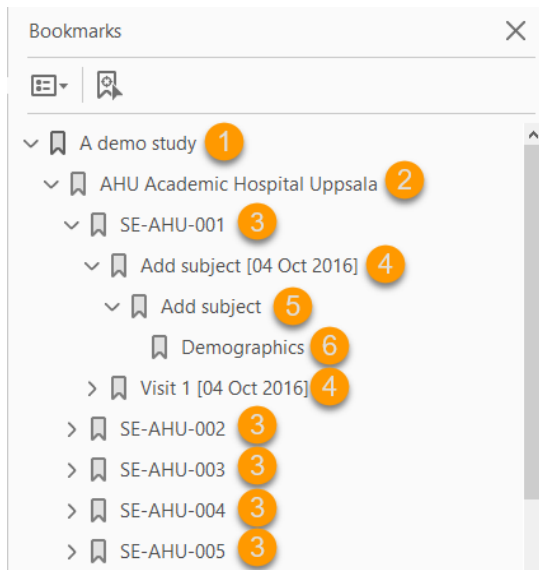 Bookmarks
A demo study 1
AHU Academic Hospital Uppsala 2
SE-AHU-001 3
Add subject [04 Oct 2016] 4
Add subject 5
Demographics 6
Visit 1 [04 Oct 2016] 4
SE-AHU-002 3
SE-AHU-003 3
SE-AHU-004 3
SE-AHU-005 3